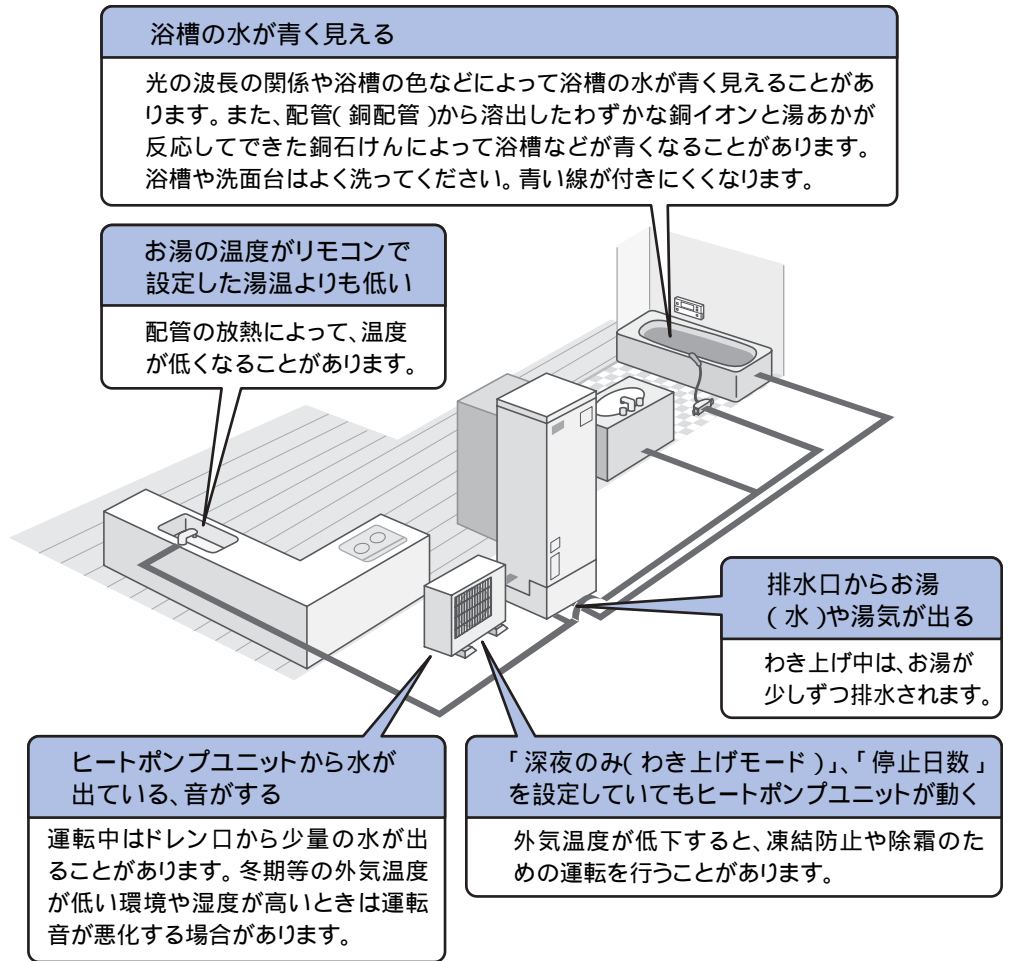 浴槽の水が青く見える
光の波長の関係や浴槽の色などによって浴槽の水が青く見えることがあ
ります。また、配管(銅配管)から溶出したわずかな銅イオンと湯あかが
反応してできた銅石けんによって浴槽などが青くなることがあります。
浴槽や洗面台はよく洗ってください。青い線が付きにくくなります。
お湯の温度がリモコンで
設定した湯温よりも低い
配管の放熱によって、温度
が低くなることがあります。
排水口からお湯
(水)や湯気が出る
わき上げ中は、お湯が
少しずつ排水されます。
ヒートポンプユニットから水が
出ている、音がする
運転中はドレン口から少量の水が出
ることがあります。冬期等の外気温度
が低い環境や湿度が高いときは運転
音が悪化する場合があります。
「深夜のみ(わき上げモード)」、「停止日数」
を設定していてもヒートポンプユニットが動く
外気温度が低下すると、凍結防止や除霜のた
めの運転を行うことがあります。